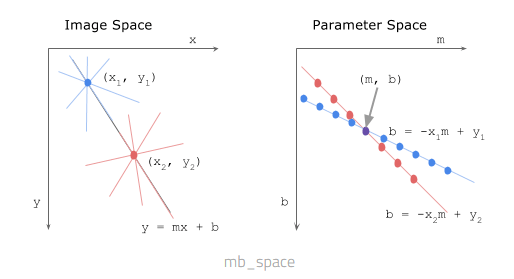 Image Space
Parameter Space
x
m
(x₁, y₁)
(m, b)
b = -x₁m + y₁
(x₂, y₂)
y
b
b = -x₂m + y₂
y = mx + b
mb_space